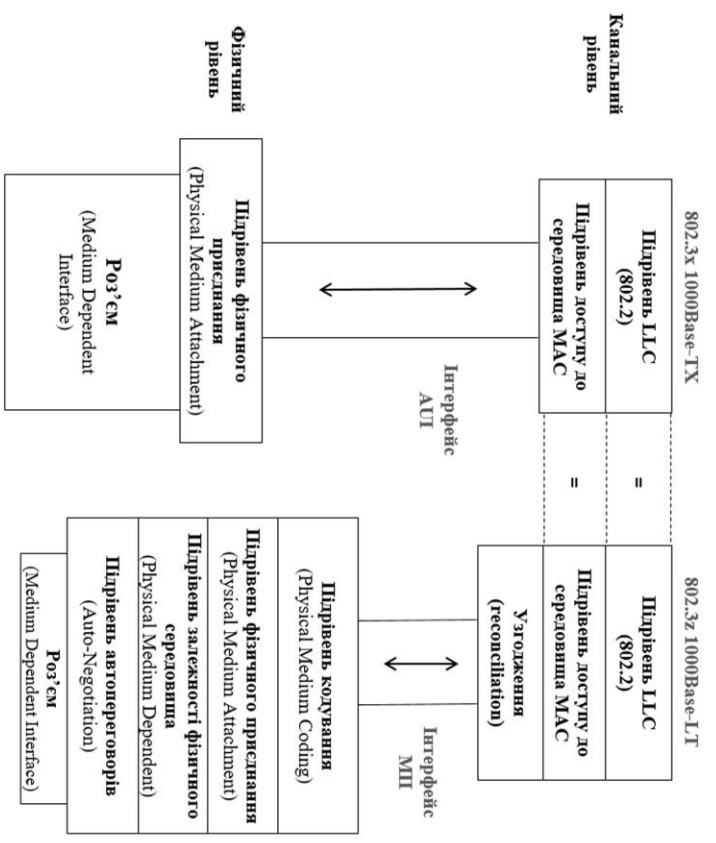 802.3x 1000Base-TX
802.3z 1000Base-LT
Канальний
рівень
Підрівень LLC
(802.2)
Підрівень доступу до
середовища MAC
=
=
Підрівень LLC
(802.2)
Підрівень доступу до
середовища MAC
Узгодження
(reconciliation)
Інтерфейс
AUI
Інтерфейс
MII
Фізичний
рівень
Підрівень фізичного
приєднання
(Physical Medium Attachment)
Роз’єм
(Medium Dependent
Interface)
Підрівень кодування
(Physical Medium Coding)
Підрівень фізичного приєднання
(Physical Medium Attachment)
Підрівень залежності фізичного
середовища
(Physical Medium Dependent)
Підрівень автопереговорів
(Auto-Negotiation)
Роз’єм
(Medium Dependent Interface)